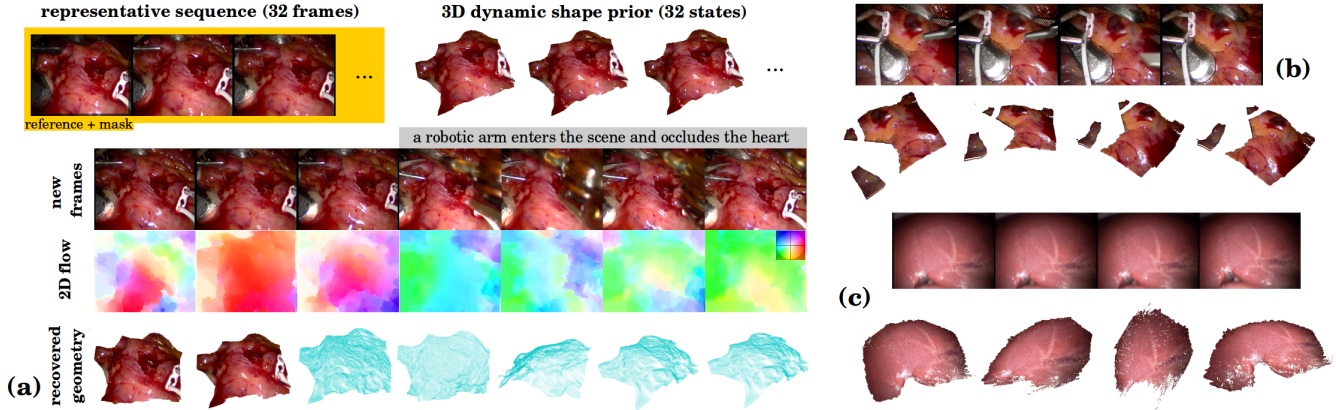 representative sequence (32 frames)
3D dynamic shape prior (32 states)
...
...
reference + mask
a robotic arm enters the scene and occludes the heart
new
frames
2D flow
recovered
geometry
(a)
(b)
(c)